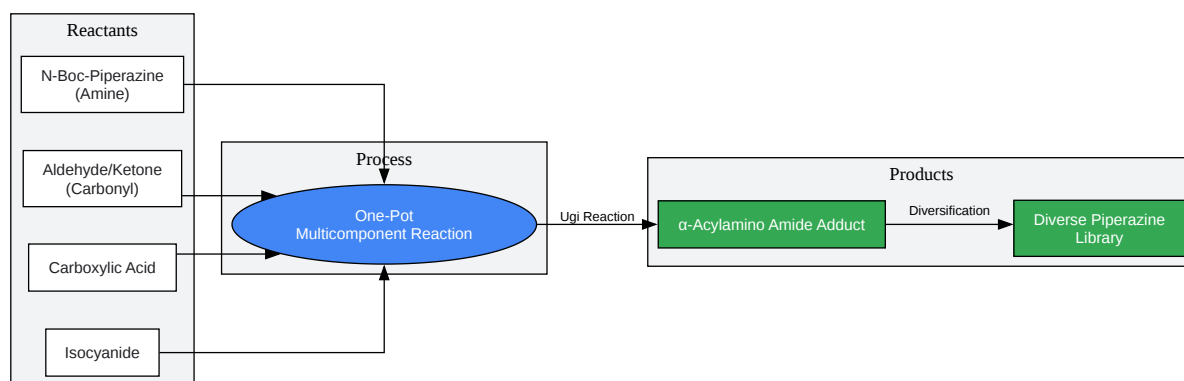 Reactants
N-Boc-Piperazine
(Amine)
Aldehyde/Ketone
(Carbonyl)
Carboxylic Acid
Isocyanide
Process
One-Pot
Multicomponent Reaction
Ugi Reaction
Products
α-Acylamino Amide Adduct
Diversification
Diverse Piperazine
Library